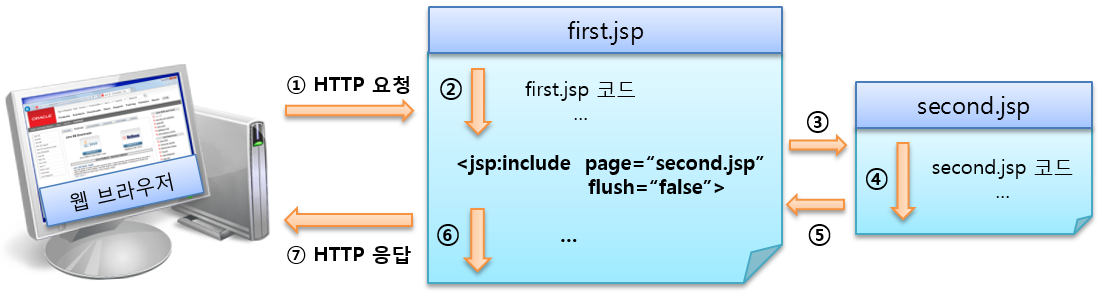 first.jsp
① HTTP 요청
②
first.jsp 코드
...
③
second.jsp
<jsp:include page="second.jsp"
flush="false">
④
second.jsp 코드
...
웹 브라우저
⑤
⑥
...
⑦ HTTP 응답
ORACLE